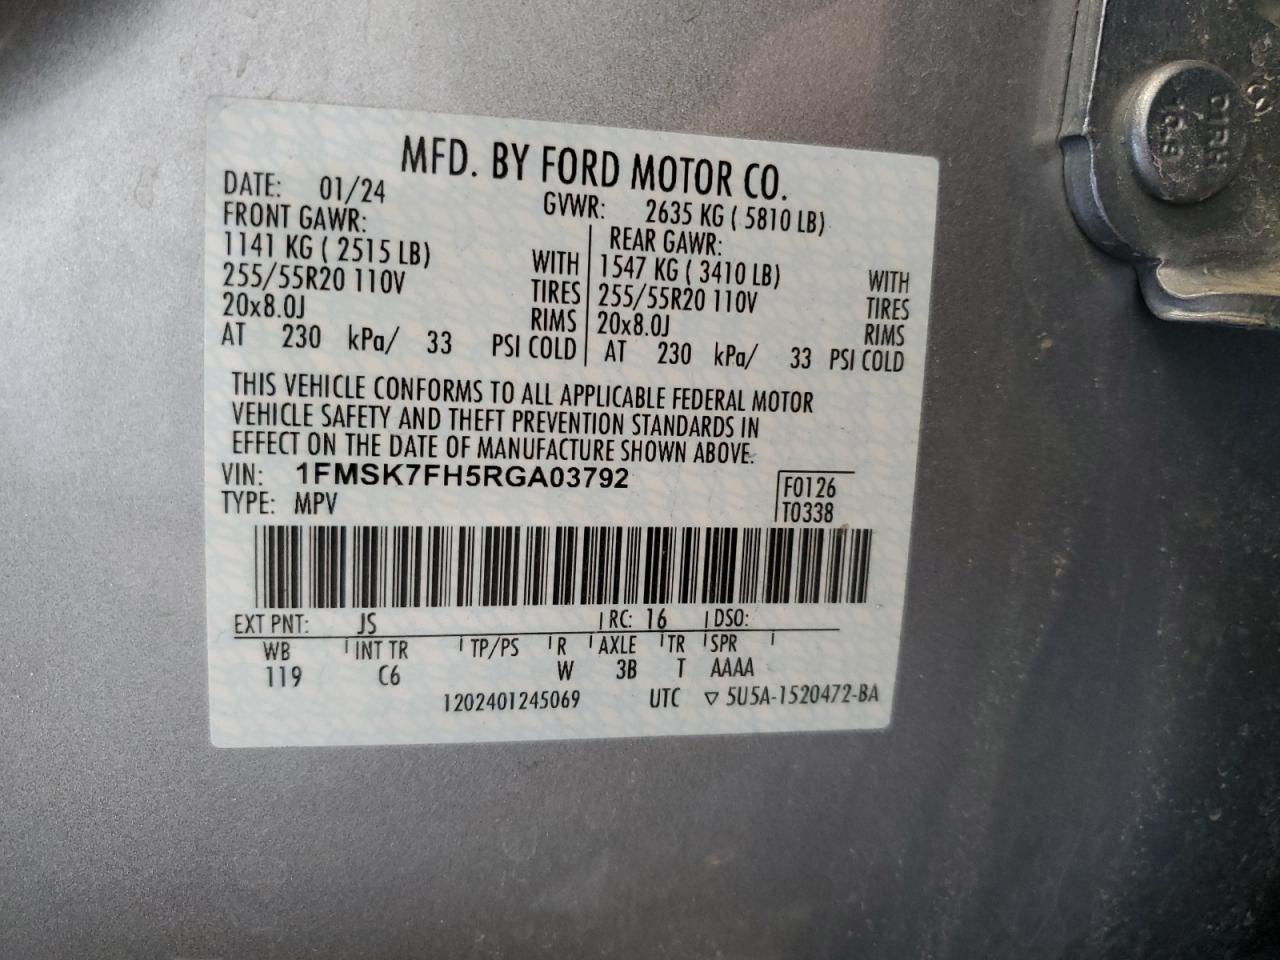 MFD. BY FORD MOTOR CO.
DATE: 01/24 GVWR: 2635 KG ( 5810 LB)
FRONT GAWR: REAR GAWR:
1141 KG ( 2515 LB) WITH 1547 KG ( 3410 LB) WITH
255/55R20 110V TIRES 255/55R20 110V TIRES
20x8.0J RIMS 20x8.0J RIMS
AT 230 kPa/ 33 PSI COLD AT 230 kPa/ 33 PSI COLD
THIS VEHICLE CONFORMS TO ALL APPLICABLE FEDERAL MOTOR
VEHICLE SAFETY AND THEFT PREVENTION STANDARDS IN
EFFECT ON THE DATE OF MANUFACTURE SHOWN ABOVE.
VIN: 1FMSK7FH5RGA03792
TYPE: MPV
F0126
T0338
EXT PNT: JS RC: 16 DSO:
WB INT TR TP/PS R AXLE TR SPR
119 C6 W 3B T AAAA
1202401245069 UTC ▽ 5U5A-1520472-BA